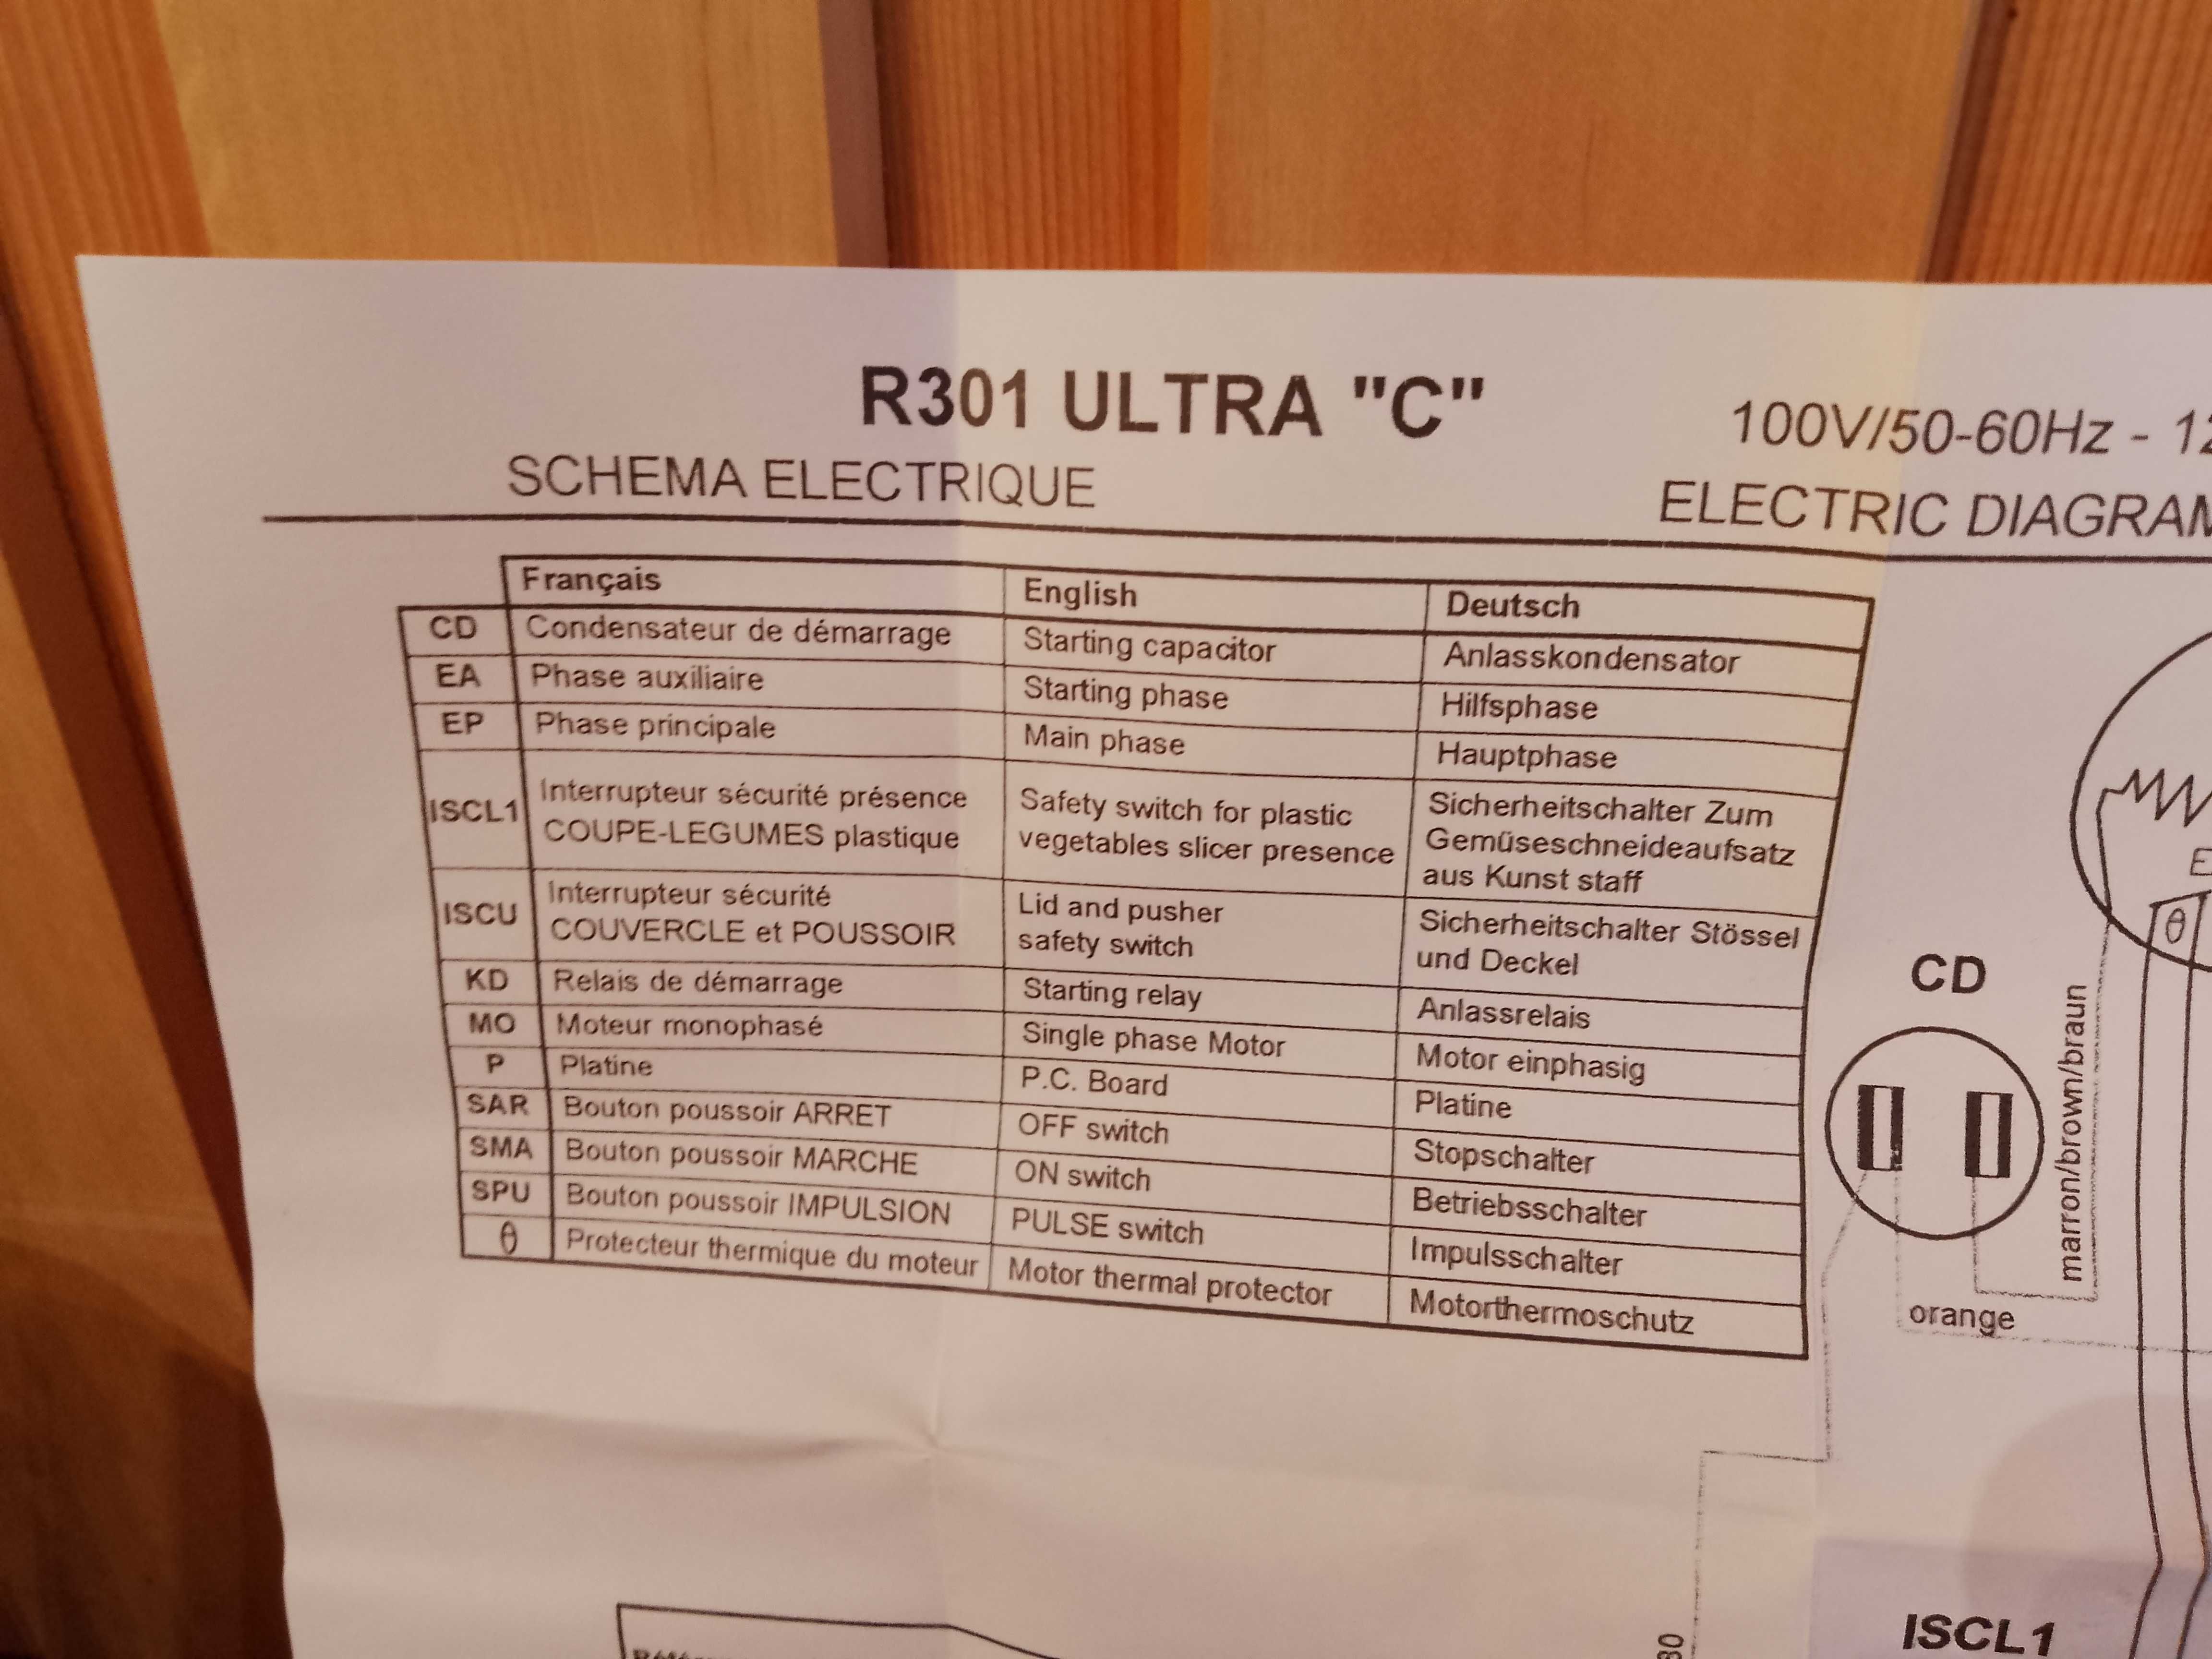 R301 ULTRA "C"
100V/50-60Hz -
SCHEMA ELECTRIQUE
ELECTRIC
Français English Deutsch
CD Condensateur de démarrage Starting capacitor Anlasskondensator
EA Phase auxiliaire Starting phase Hilfsphase
EP Phase principale Main phase Hauptphase
ISCL1 Interrupteur sécurité présence
COUPE-LEGUMES plastique
Safety switch for plastic
vegetables slicer presence
Sicherheitschalter Zum
Gemüseschneideaufsatz
aus Kunst staff
ISCU Interrupteur sécurité
COUVERCLE et POUSSOIR
Lid and pusher
safety switch
Sicherheitschalter Stössel
und Deckel
KD Relais de démarrage Starting relay Anlassrelais
MO Moteur monophasé Single phase Motor Motor einphasig
P Platine P.C. Board Platine
SAR Bouton poussoir ARRET OFF switch Stopschalter
SMA Bouton poussoir MARCHE ON switch Betriebsschalter
SPU Bouton poussoir IMPULSION PULSE switch Impulsschalter
θ Protecteur thermique du moteur Motor thermal protector Motorthermoschutz
θ
CD
marron/brown/braun
orange
ISCL1